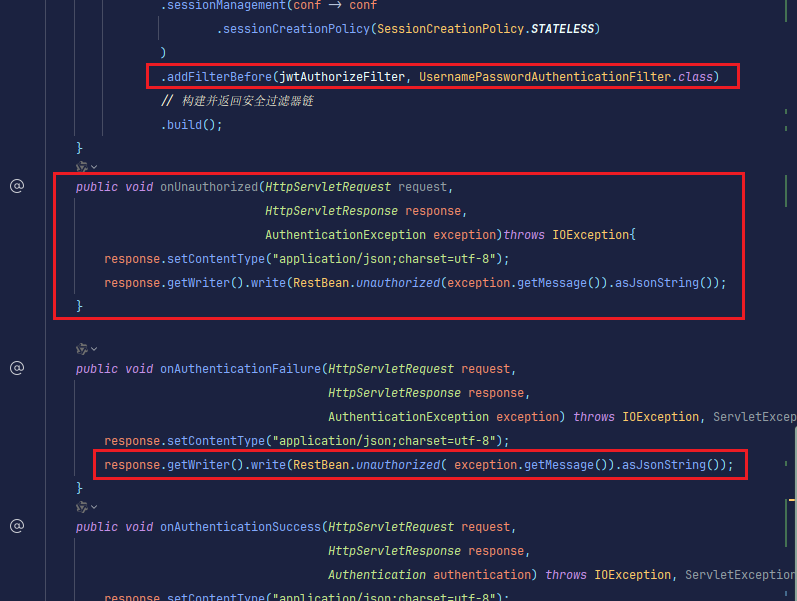 .sessionManagement(conf -> conf
.sessionCreationPolicy(SessionCreationPolicy.STATELESS)
)
.addFilterBefore(jwtAuthorizeFilter, UsernamePasswordAuthenticationFilter.class)
// 构建并返回安全过滤器链
.build();
}
public void onUnauthorized(HttpServletRequest request,
HttpServletResponse response,
AuthenticationException exception)throws IOException{
response.setContentType("application/json;charset=utf-8");
response.getWriter().write(RestBean.unauthorized(exception.getMessage()).asJsonString());
}
public void onAuthenticationFailure(HttpServletRequest request,
HttpServletResponse response,
AuthenticationException exception) throws IOException, ServletExcep
response.setContentType("application/json;charset=utf-8");
response.getWriter().write(RestBean.unauthorized( exception.getMessage()).asJsonString());
}
public void onAuthenticationSuccess(HttpServletRequest request,
HttpServletResponse response,
Authentication authentication) throws IOException, ServletException
response.setContentType("application/json;charset=utf-8");